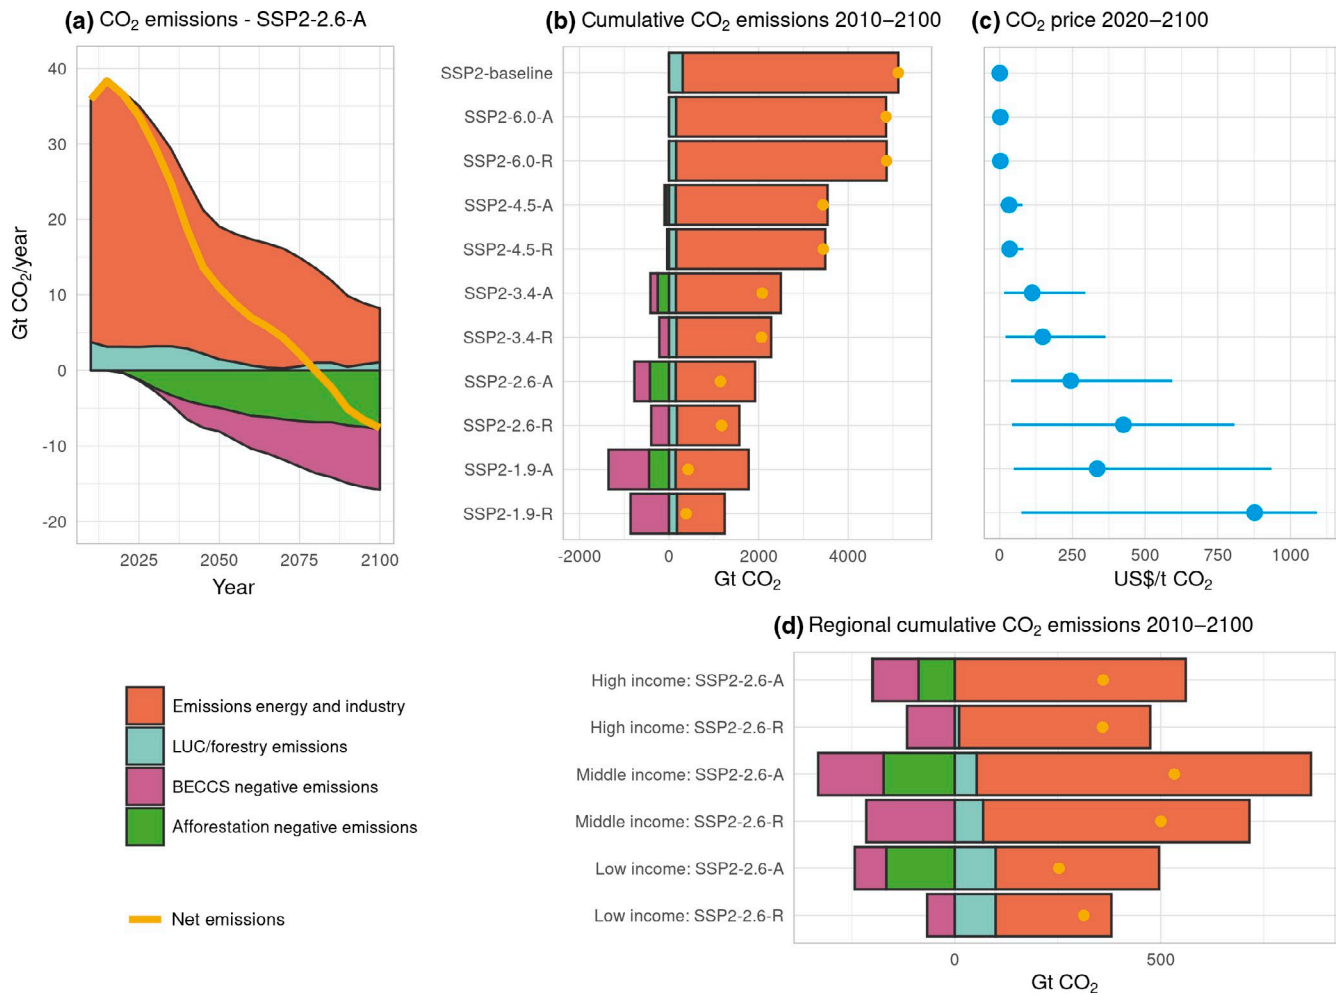 (a) CO₂ emissions - SSP2-2.6-A
Gt CO₂/year
40
30
20
10
0
-10
-20
2025
2050
2075
2100
Year
(b) Cumulative CO₂ emissions 2010–2100
SSP2-baseline
SSP2-6.0-A
SSP2-6.0-R
SSP2-4.5-A
SSP2-4.5-R
SSP2-3.4-A
SSP2-3.4-R
SSP2-2.6-A
SSP2-2.6-R
SSP2-1.9-A
SSP2-1.9-R
-2000
0
2000
4000
Gt CO₂
(c) CO₂ price 2020–2100
0
250
500
750
1000
US$/t CO₂
Emissions energy and industry
LUC/forestry emissions
BECCS negative emissions
Afforestation negative emissions
Net emissions
(d) Regional cumulative CO₂ emissions 2010–2100
High income: SSP2-2.6-A
High income: SSP2-2.6-R
Middle income: SSP2-2.6-A
Middle income: SSP2-2.6-R
Low income: SSP2-2.6-A
Low income: SSP2-2.6-R
0
500
Gt CO₂